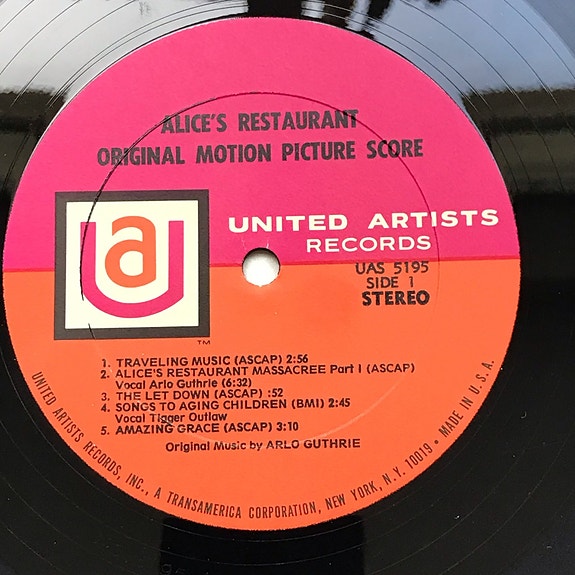 ALICE'S RESTAURANT
ORIGINAL MOTION PICTURE SCORE
ua
UNITED ARTISTS
RECORDS
UAS 5195
SIDE 1
STEREO
TM
1. TRAVELING MUSIC (ASCAP) 2:56
2. ALICE'S RESTAURANT MASSACREE Part I (ASCAP)
Vocal Arlo Guthrie (6:32)
3. THE LET DOWN (ASCAP) :52
4. SONGS TO AGING CHILDREN (BMI) 2:45
Vocal Tigger Outlaw
5. AMAZING GRACE (ASCAP) 3:10
Original Music by ARLO GUTHRIE
UNITED ARTISTS RECORDS, INC., A TRANSAMERICA CORPORATION, NEW YORK, N.Y. 10019 • MADE IN U.S.A.